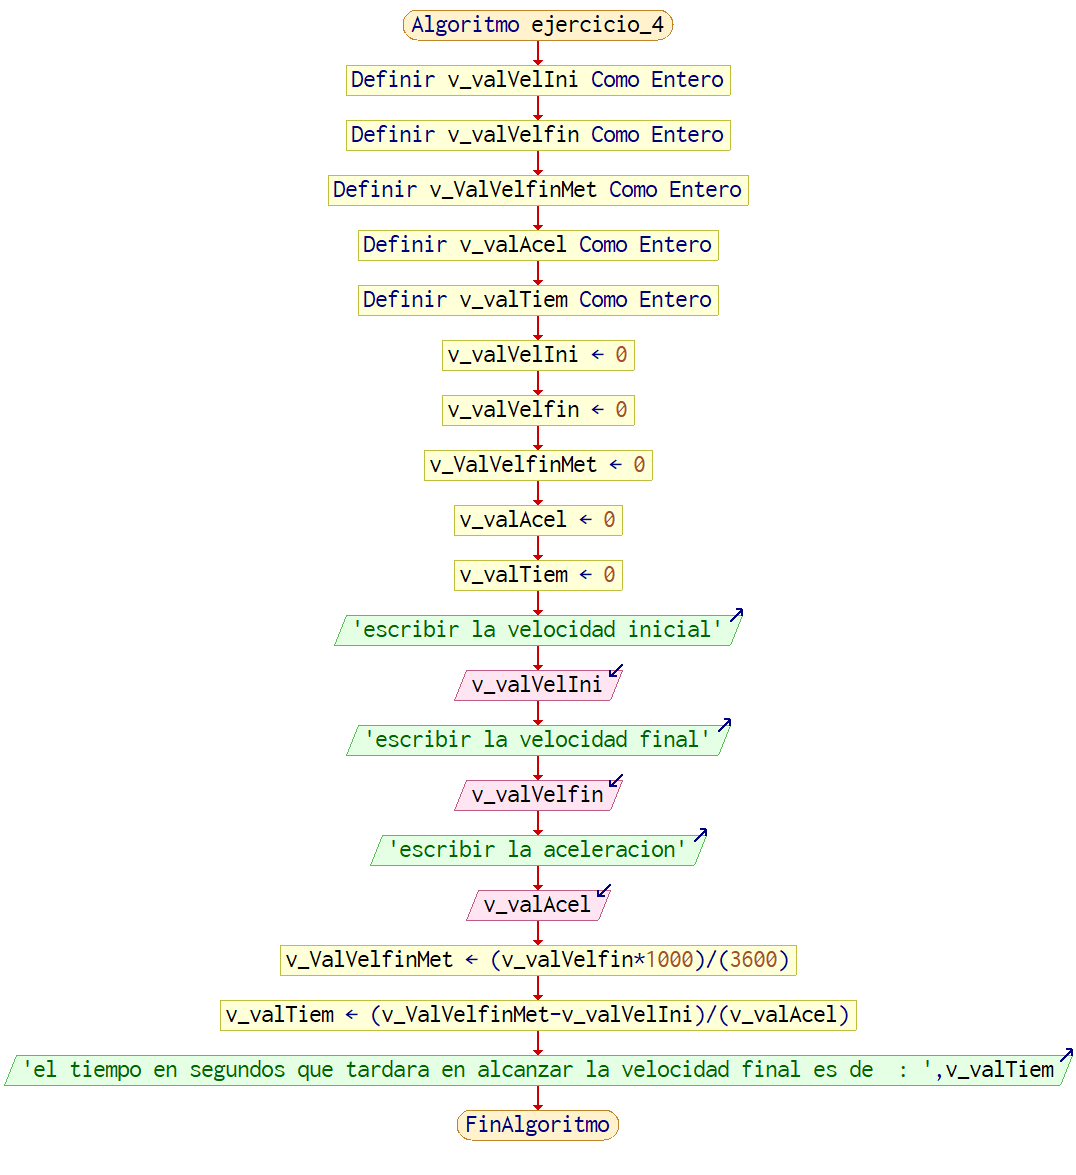 Algoritmo ejercicio_4
Definir v_valVelIni Como Entero
Definir v_valVelfin Como Entero
Definir v_ValVelfinMet Como Entero
Definir v_valAcel Como Entero
Definir v_valTiem Como Entero
v_valVelIni ← 0
v_valVelfin ← 0
v_ValVelfinMet ← 0
v_valAcel ← 0
v_valTiem ← 0
'escribir la velocidad inicial'
v_valVelIni
'escribir la velocidad final'
v_valVelfin
'escribir la aceleracion'
v_valAcel
v_ValVelfinMet ← (v_valVelfin*1000)/(3600)
v_valTiem ← (v_ValVelfinMet-v_valVelIni)/(v_valAcel)
'el tiempo en segundos que tardara en alcanzar la velocidad final es de  : ',v_valTiem
FinAlgoritmo